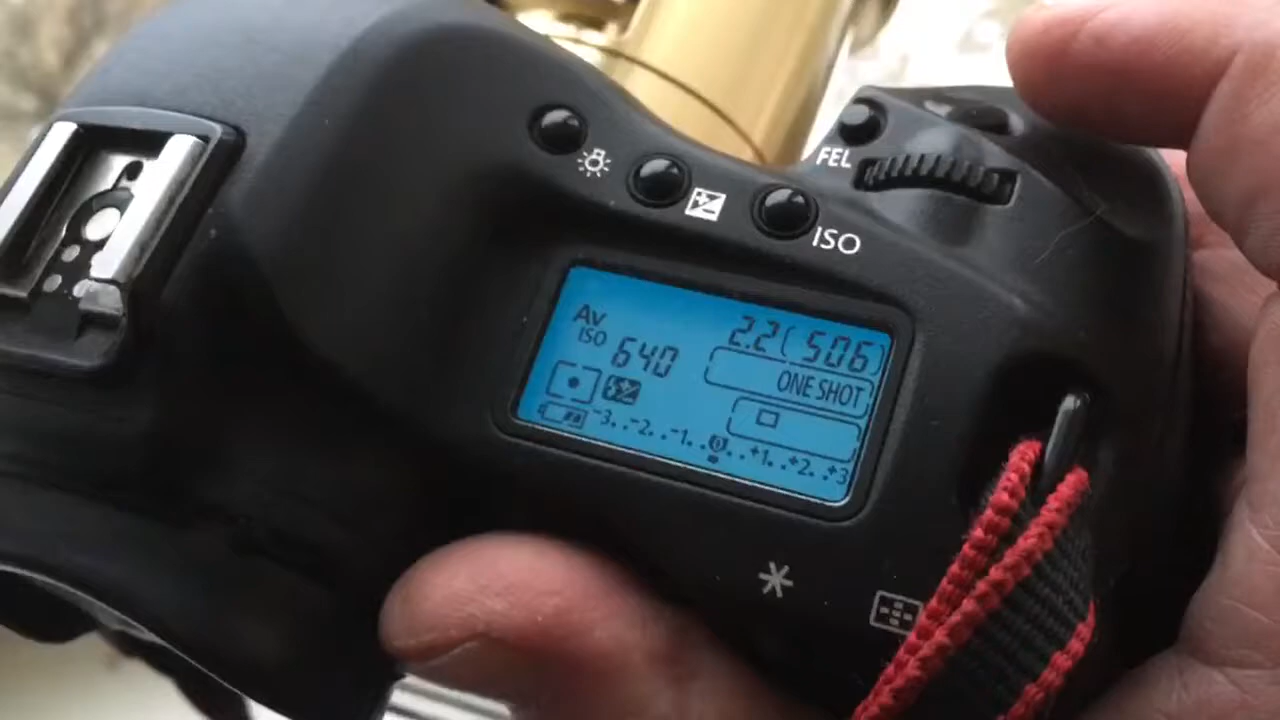 FEL
ISO
Av
2.2 ( 506)
ISO
640
ONE SHOT
-3..-2..-1..0..+1..+2..+3